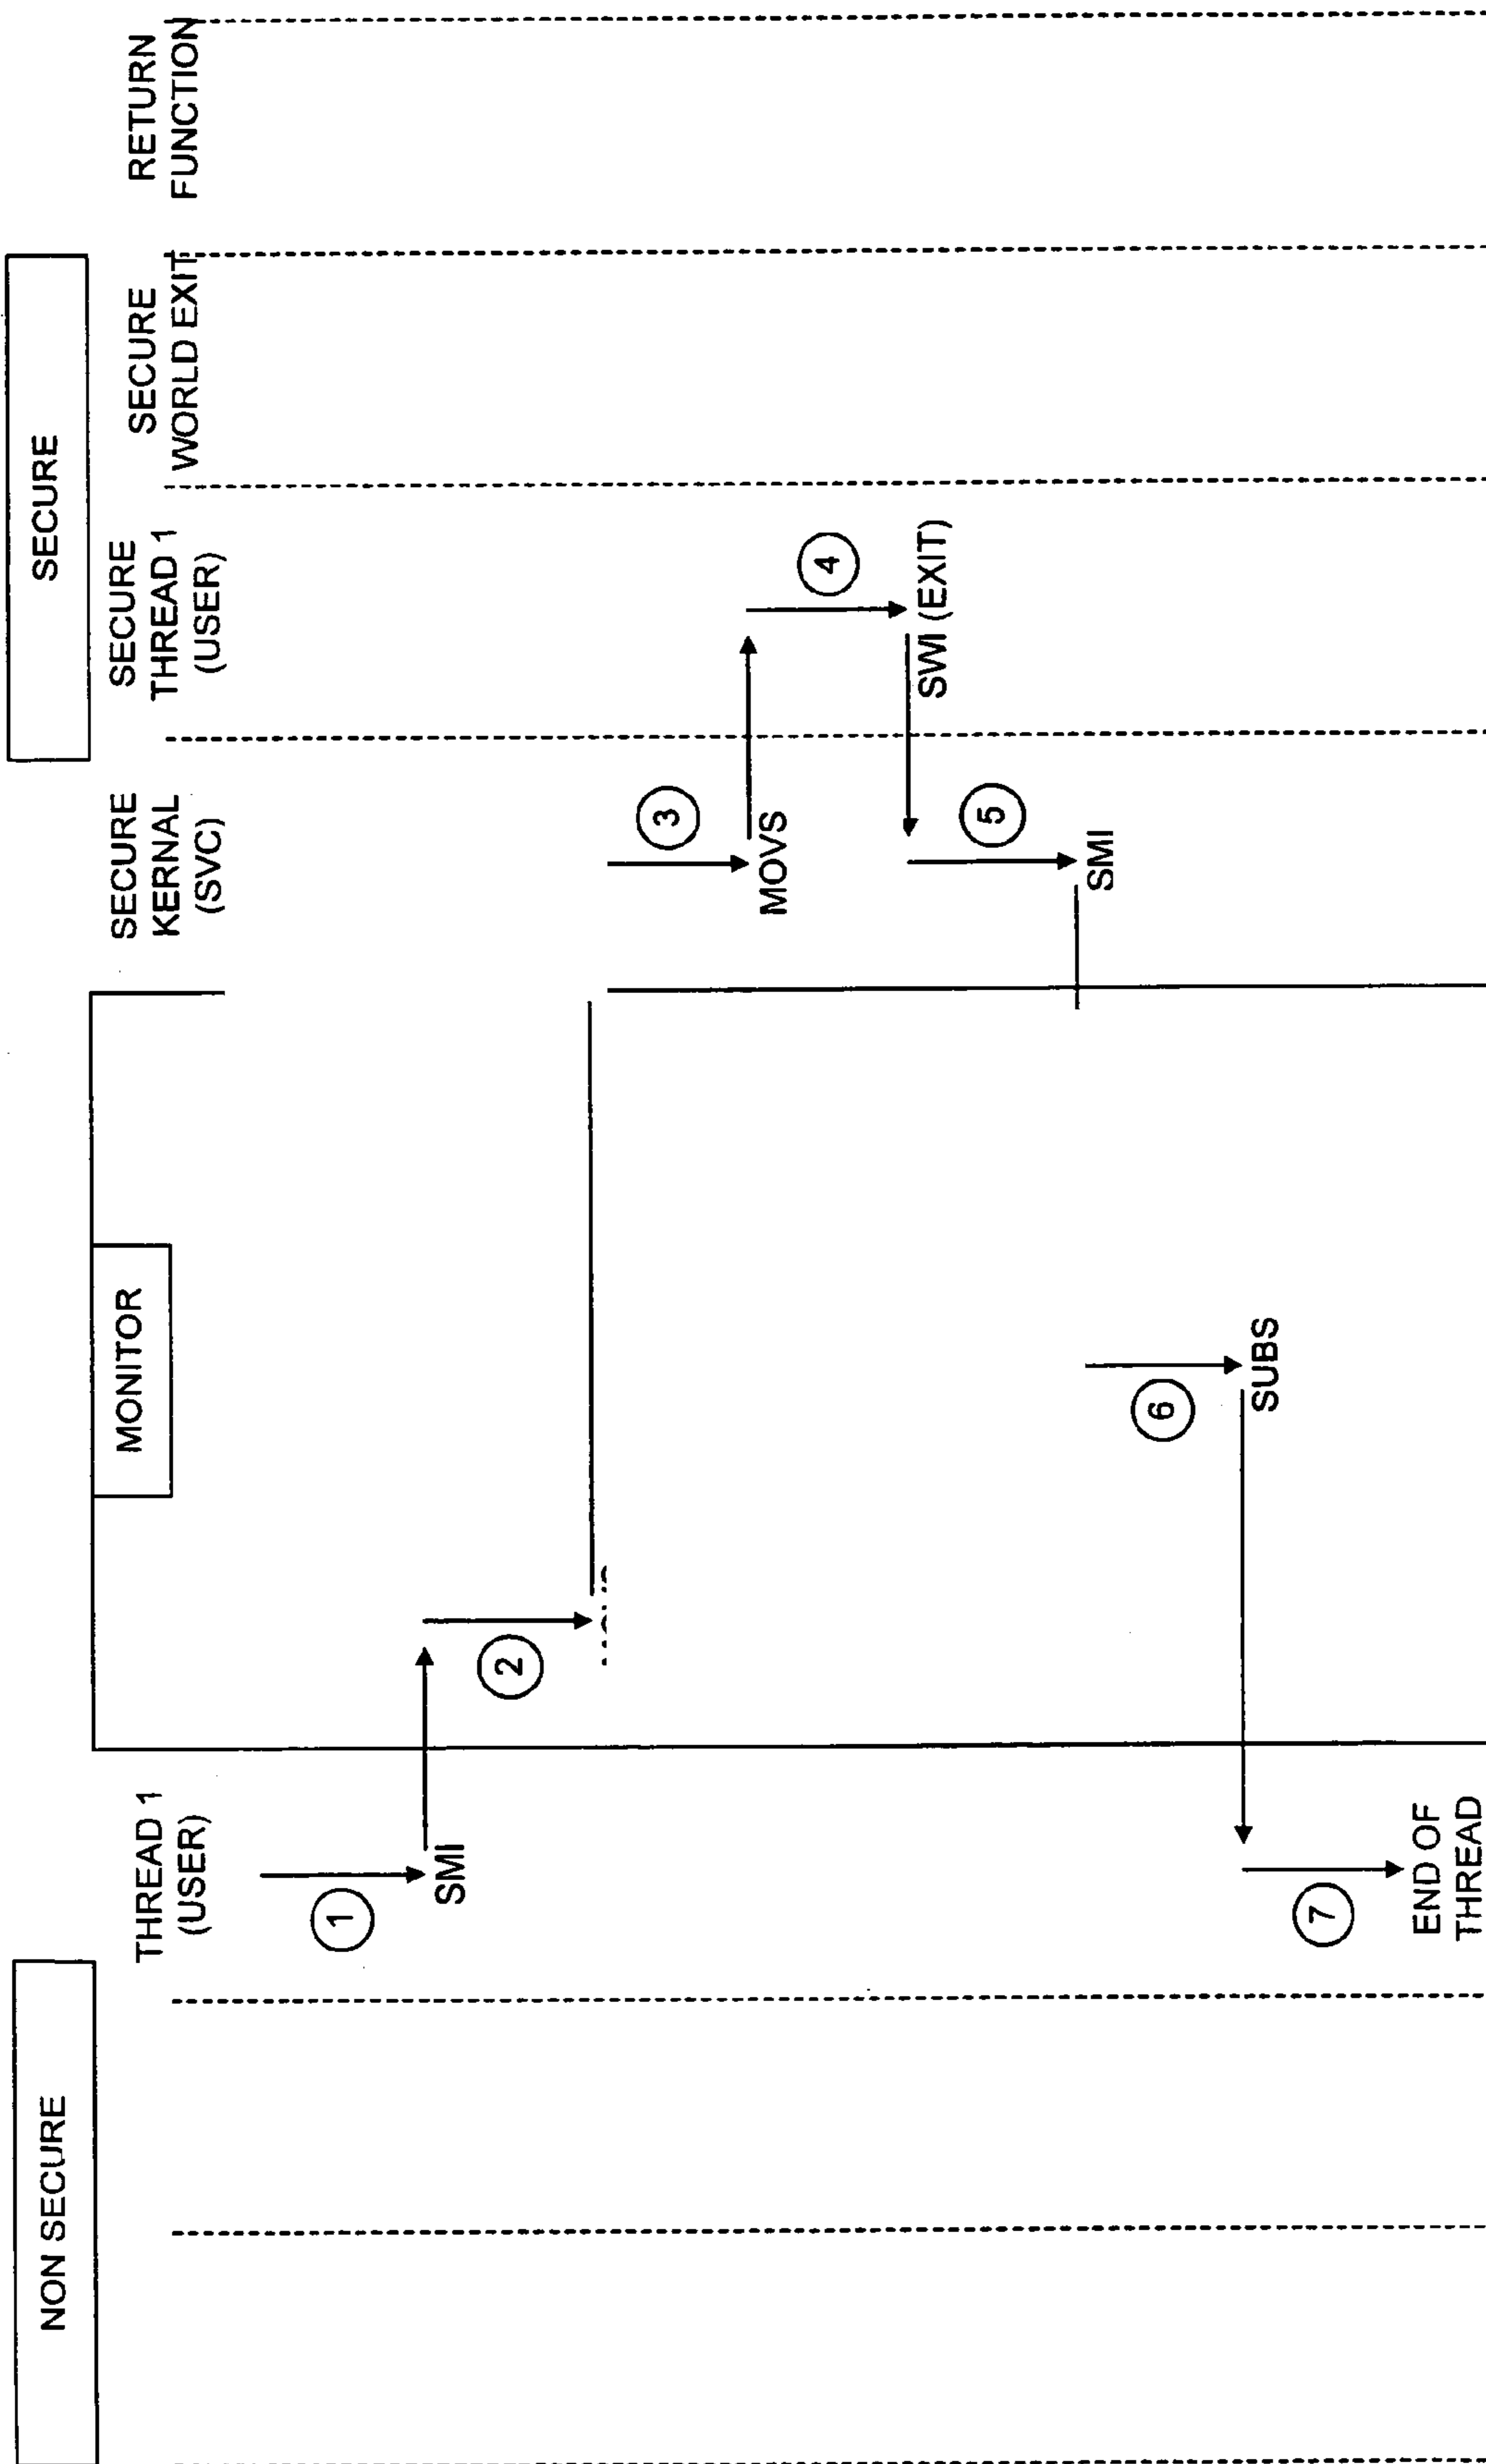 NON SECURE
MONITOR
SECURE
THREAD 1
(USER)
SECURE
KERNAL
(SVC)
SECURE
THREAD 1
(USER)
SECURE
WORLD EXIT
RETURN
FUNCTION
1
SMI
2
3
MOVS
4
SWI (EXIT)
5
SMI
6
SUBS
7
END OF
THREAD